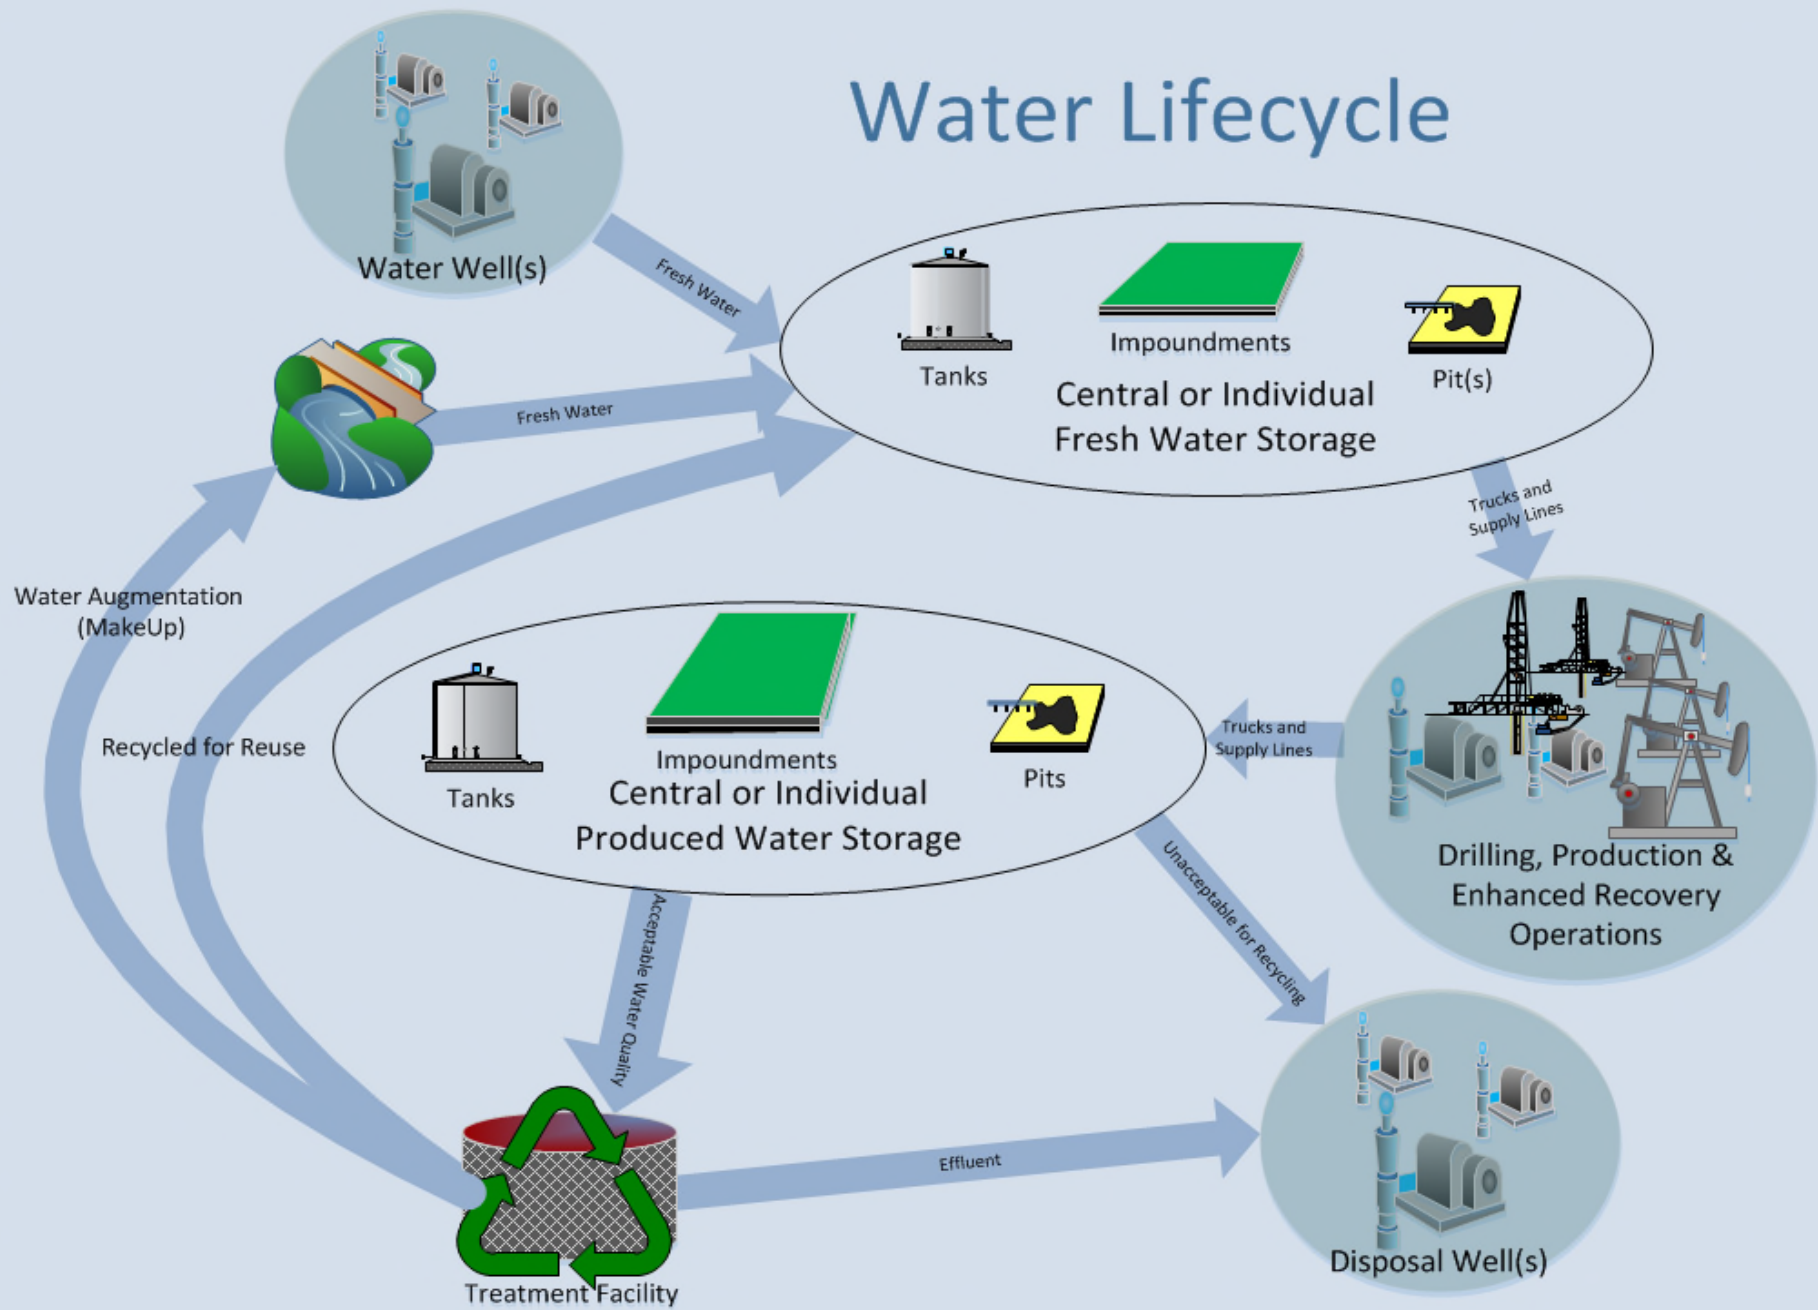 Water Lifecycle
Water Well(s)
Fresh Water
Fresh Water
Tanks
Impoundments
Pit(s)
Central or Individual
Fresh Water Storage
Trucks and
Supply Lines
Water Augmentation
(MakeUp)
Recycled for Reuse
Tanks
Impoundments
Pits
Central or Individual
Produced Water Storage
Trucks and
Supply Lines
Drilling, Production &
Enhanced Recovery
Operations
Acceptable Water Quality
Unacceptable for Recycling
Effluent
Treatment Facility
Disposal Well(s)